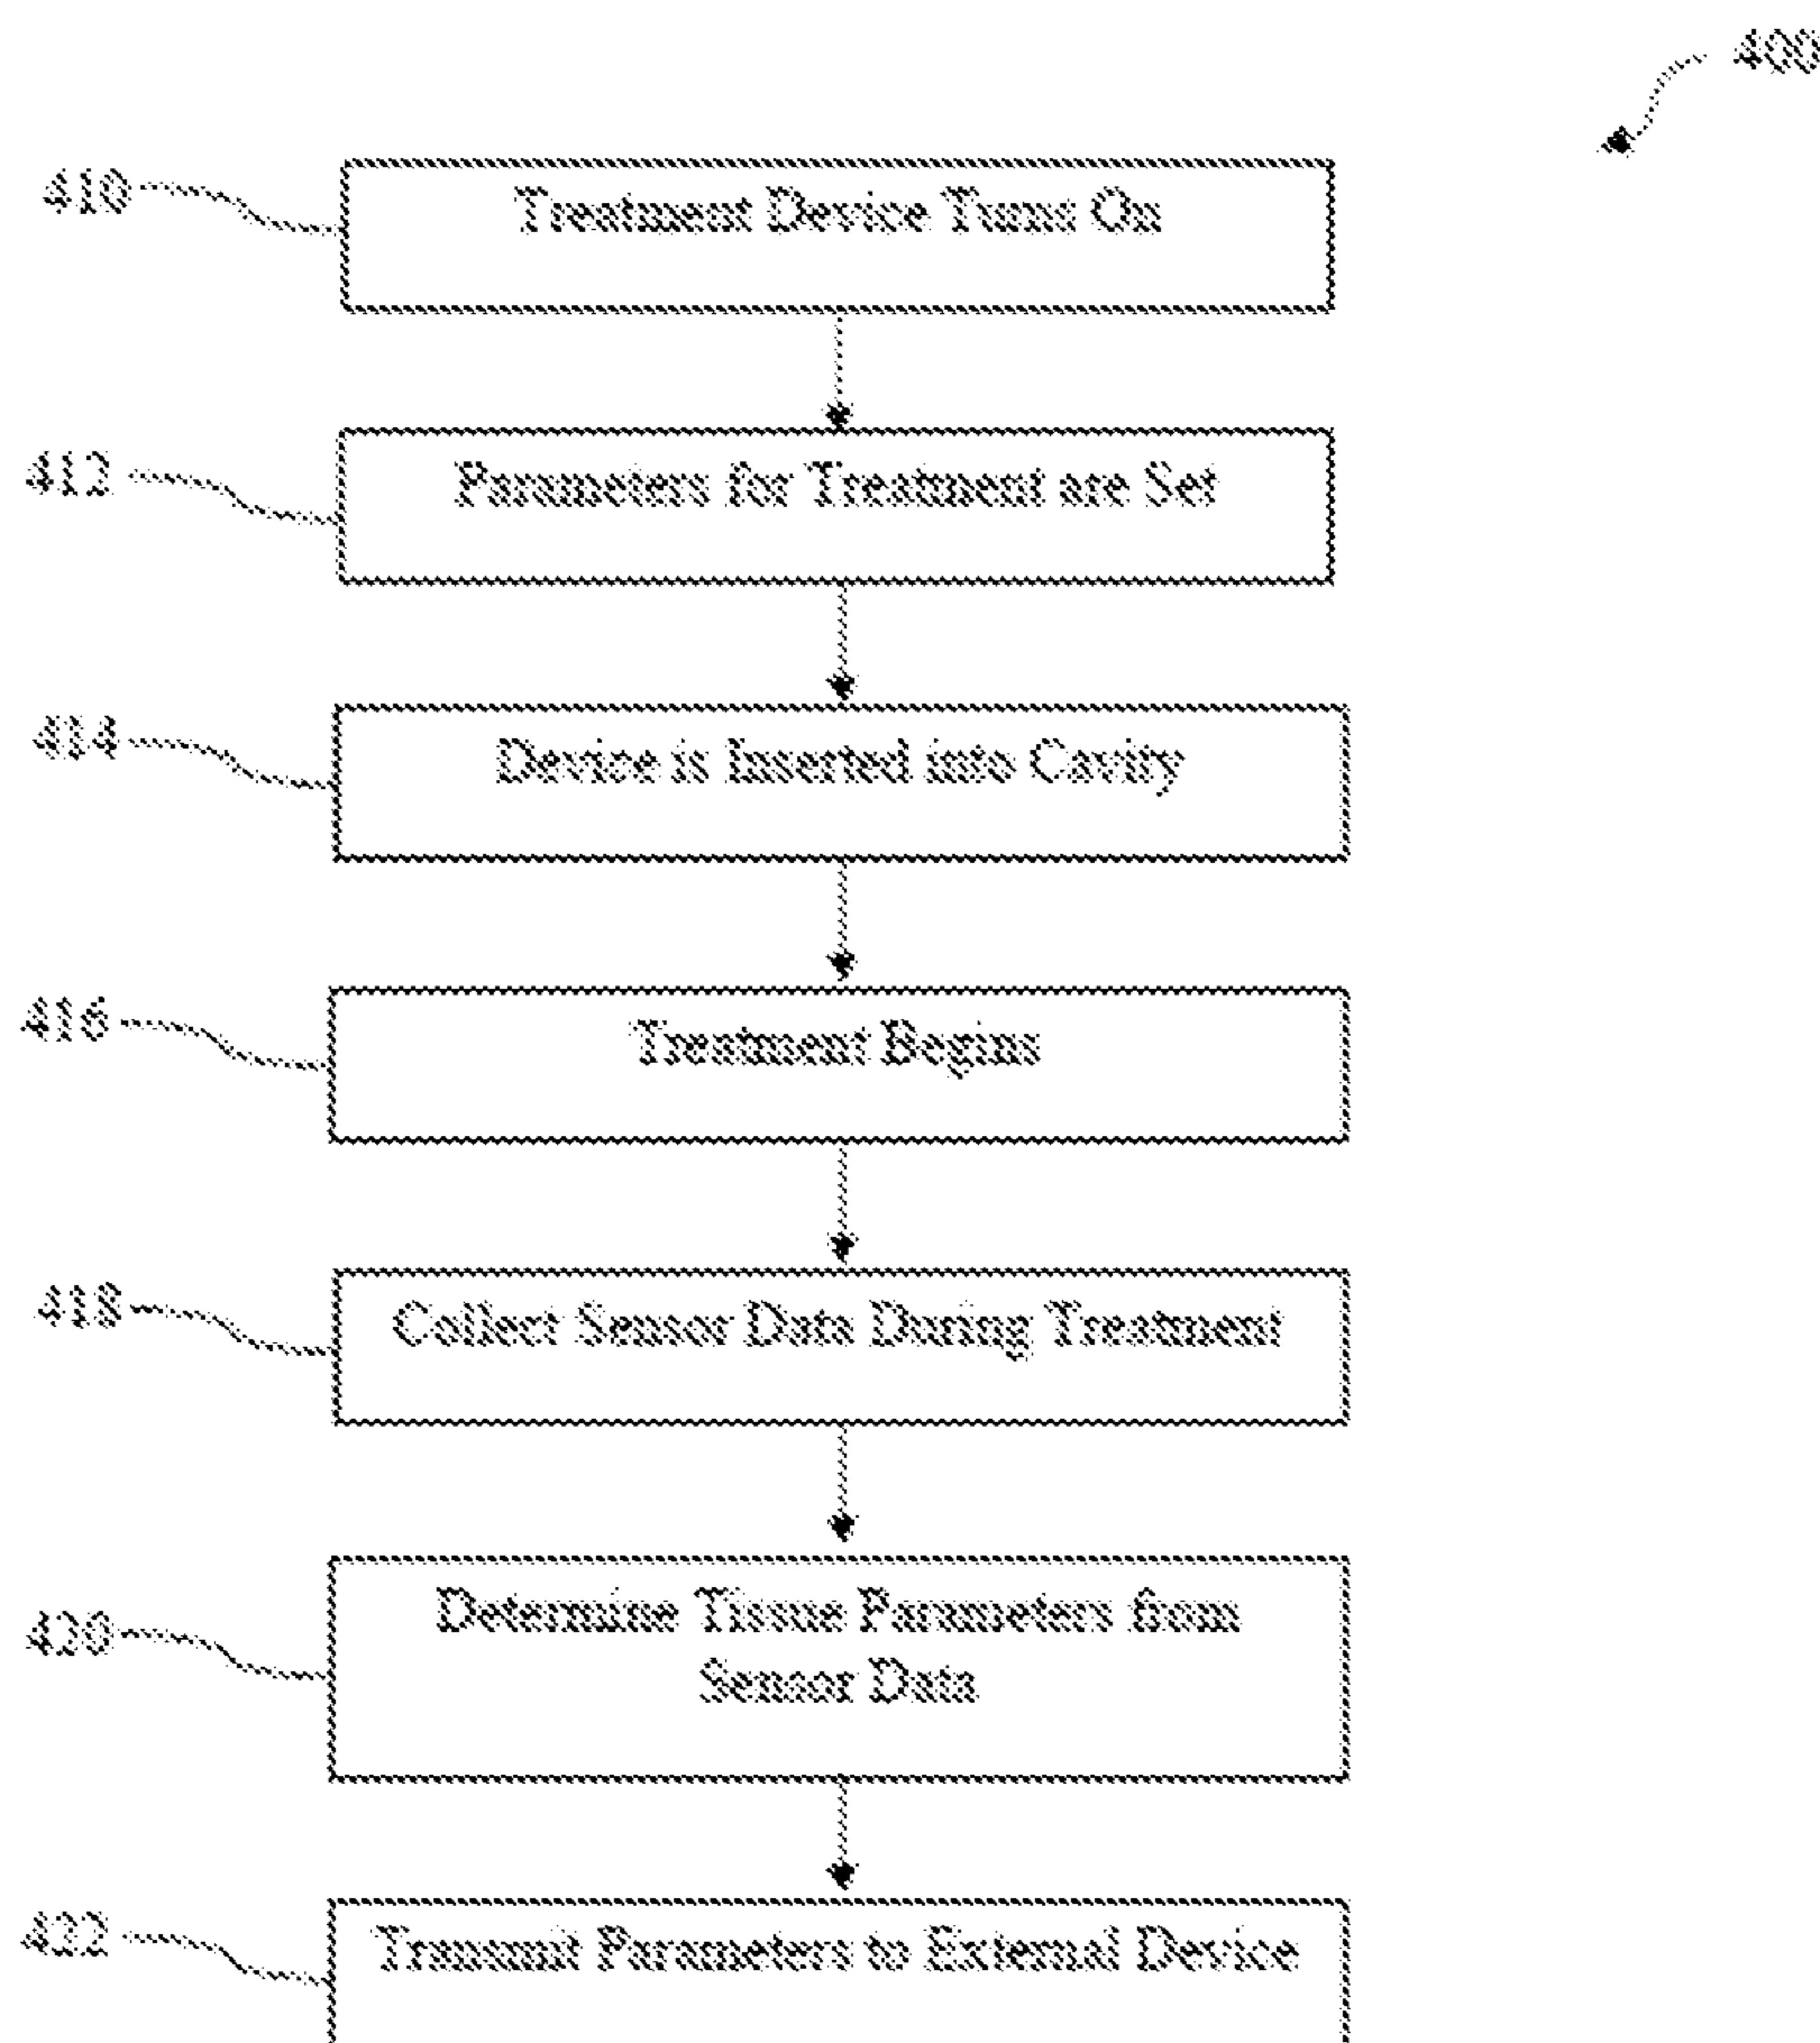 400
410
Treatment Device Turns On
412
Parameters for Treatment are Set
414
Device is Inserted into Cavity
416
Treatment Begins
418
Collect Sensor Data During Treatment
420
Determine Tissue Parameters from
Sensor Data
422
Transmit Parameters to External Device